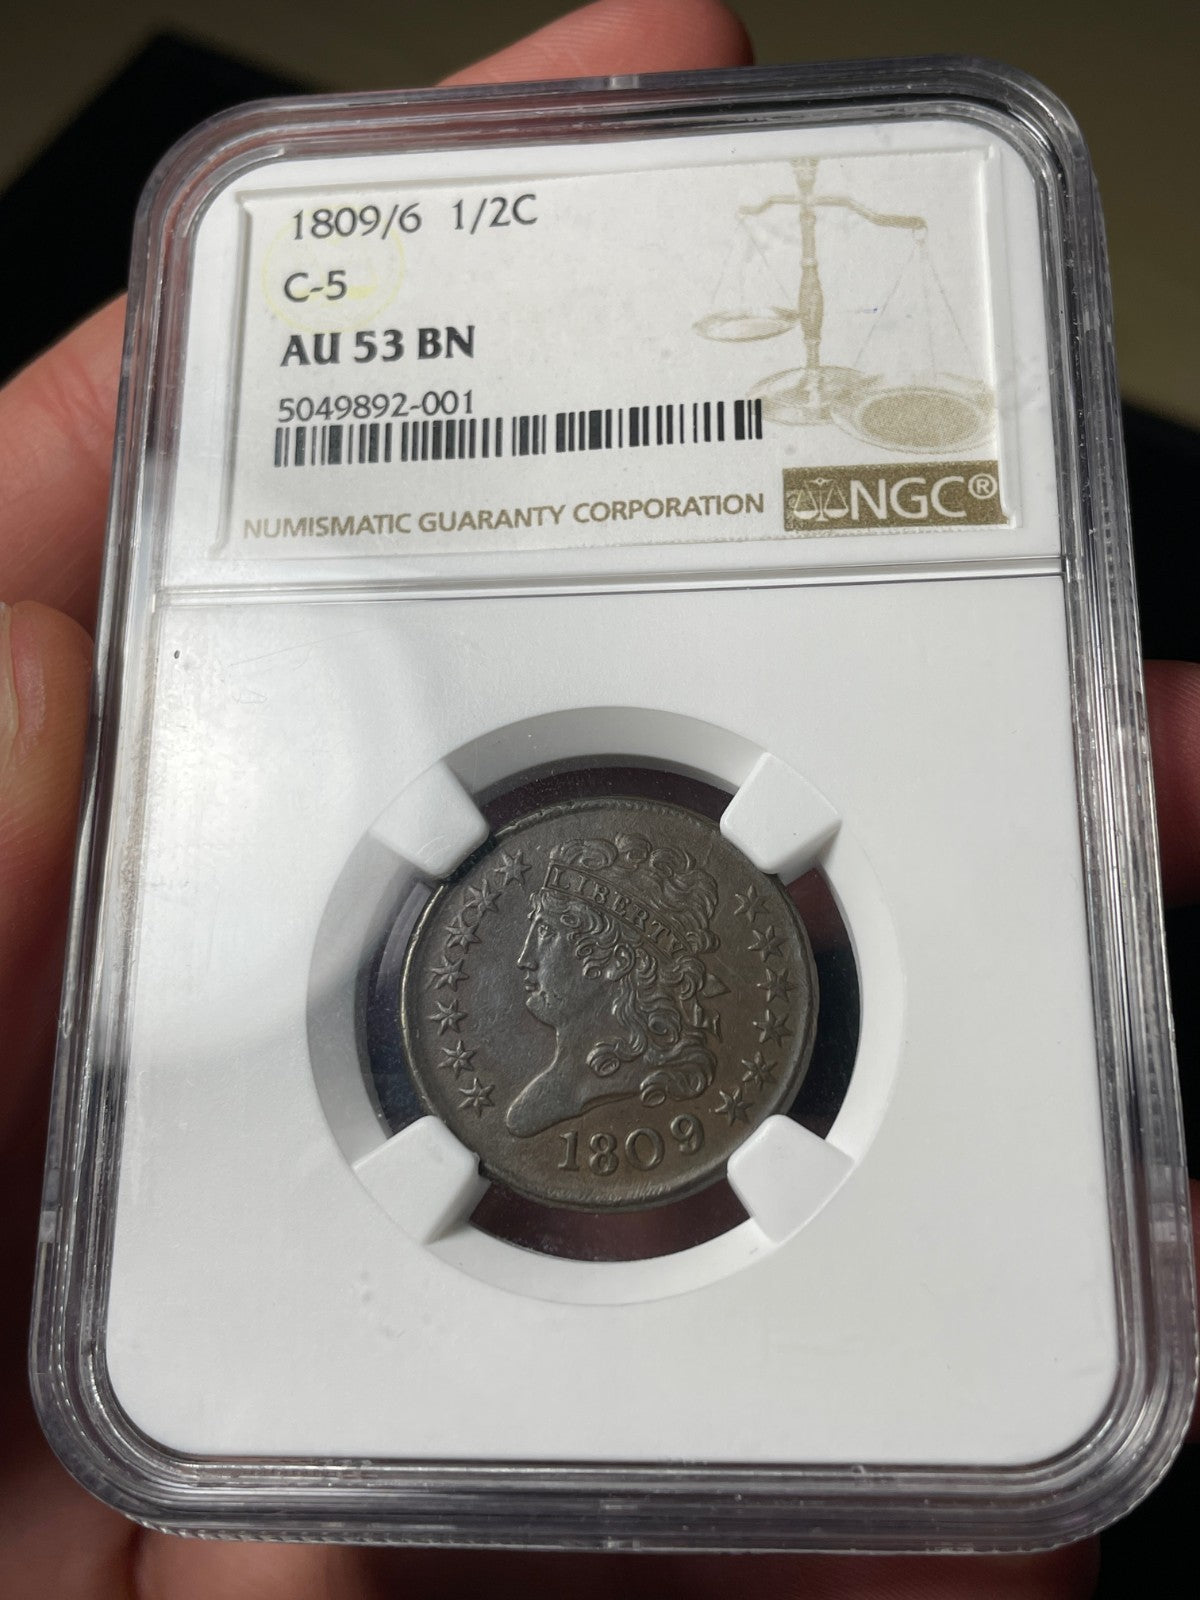 1809/6 1/2C
C-5
AU 53 BN
5049892-001
NUMISMATIC GUARANTY CORPORATION
NGC®
LIBERTY
1809